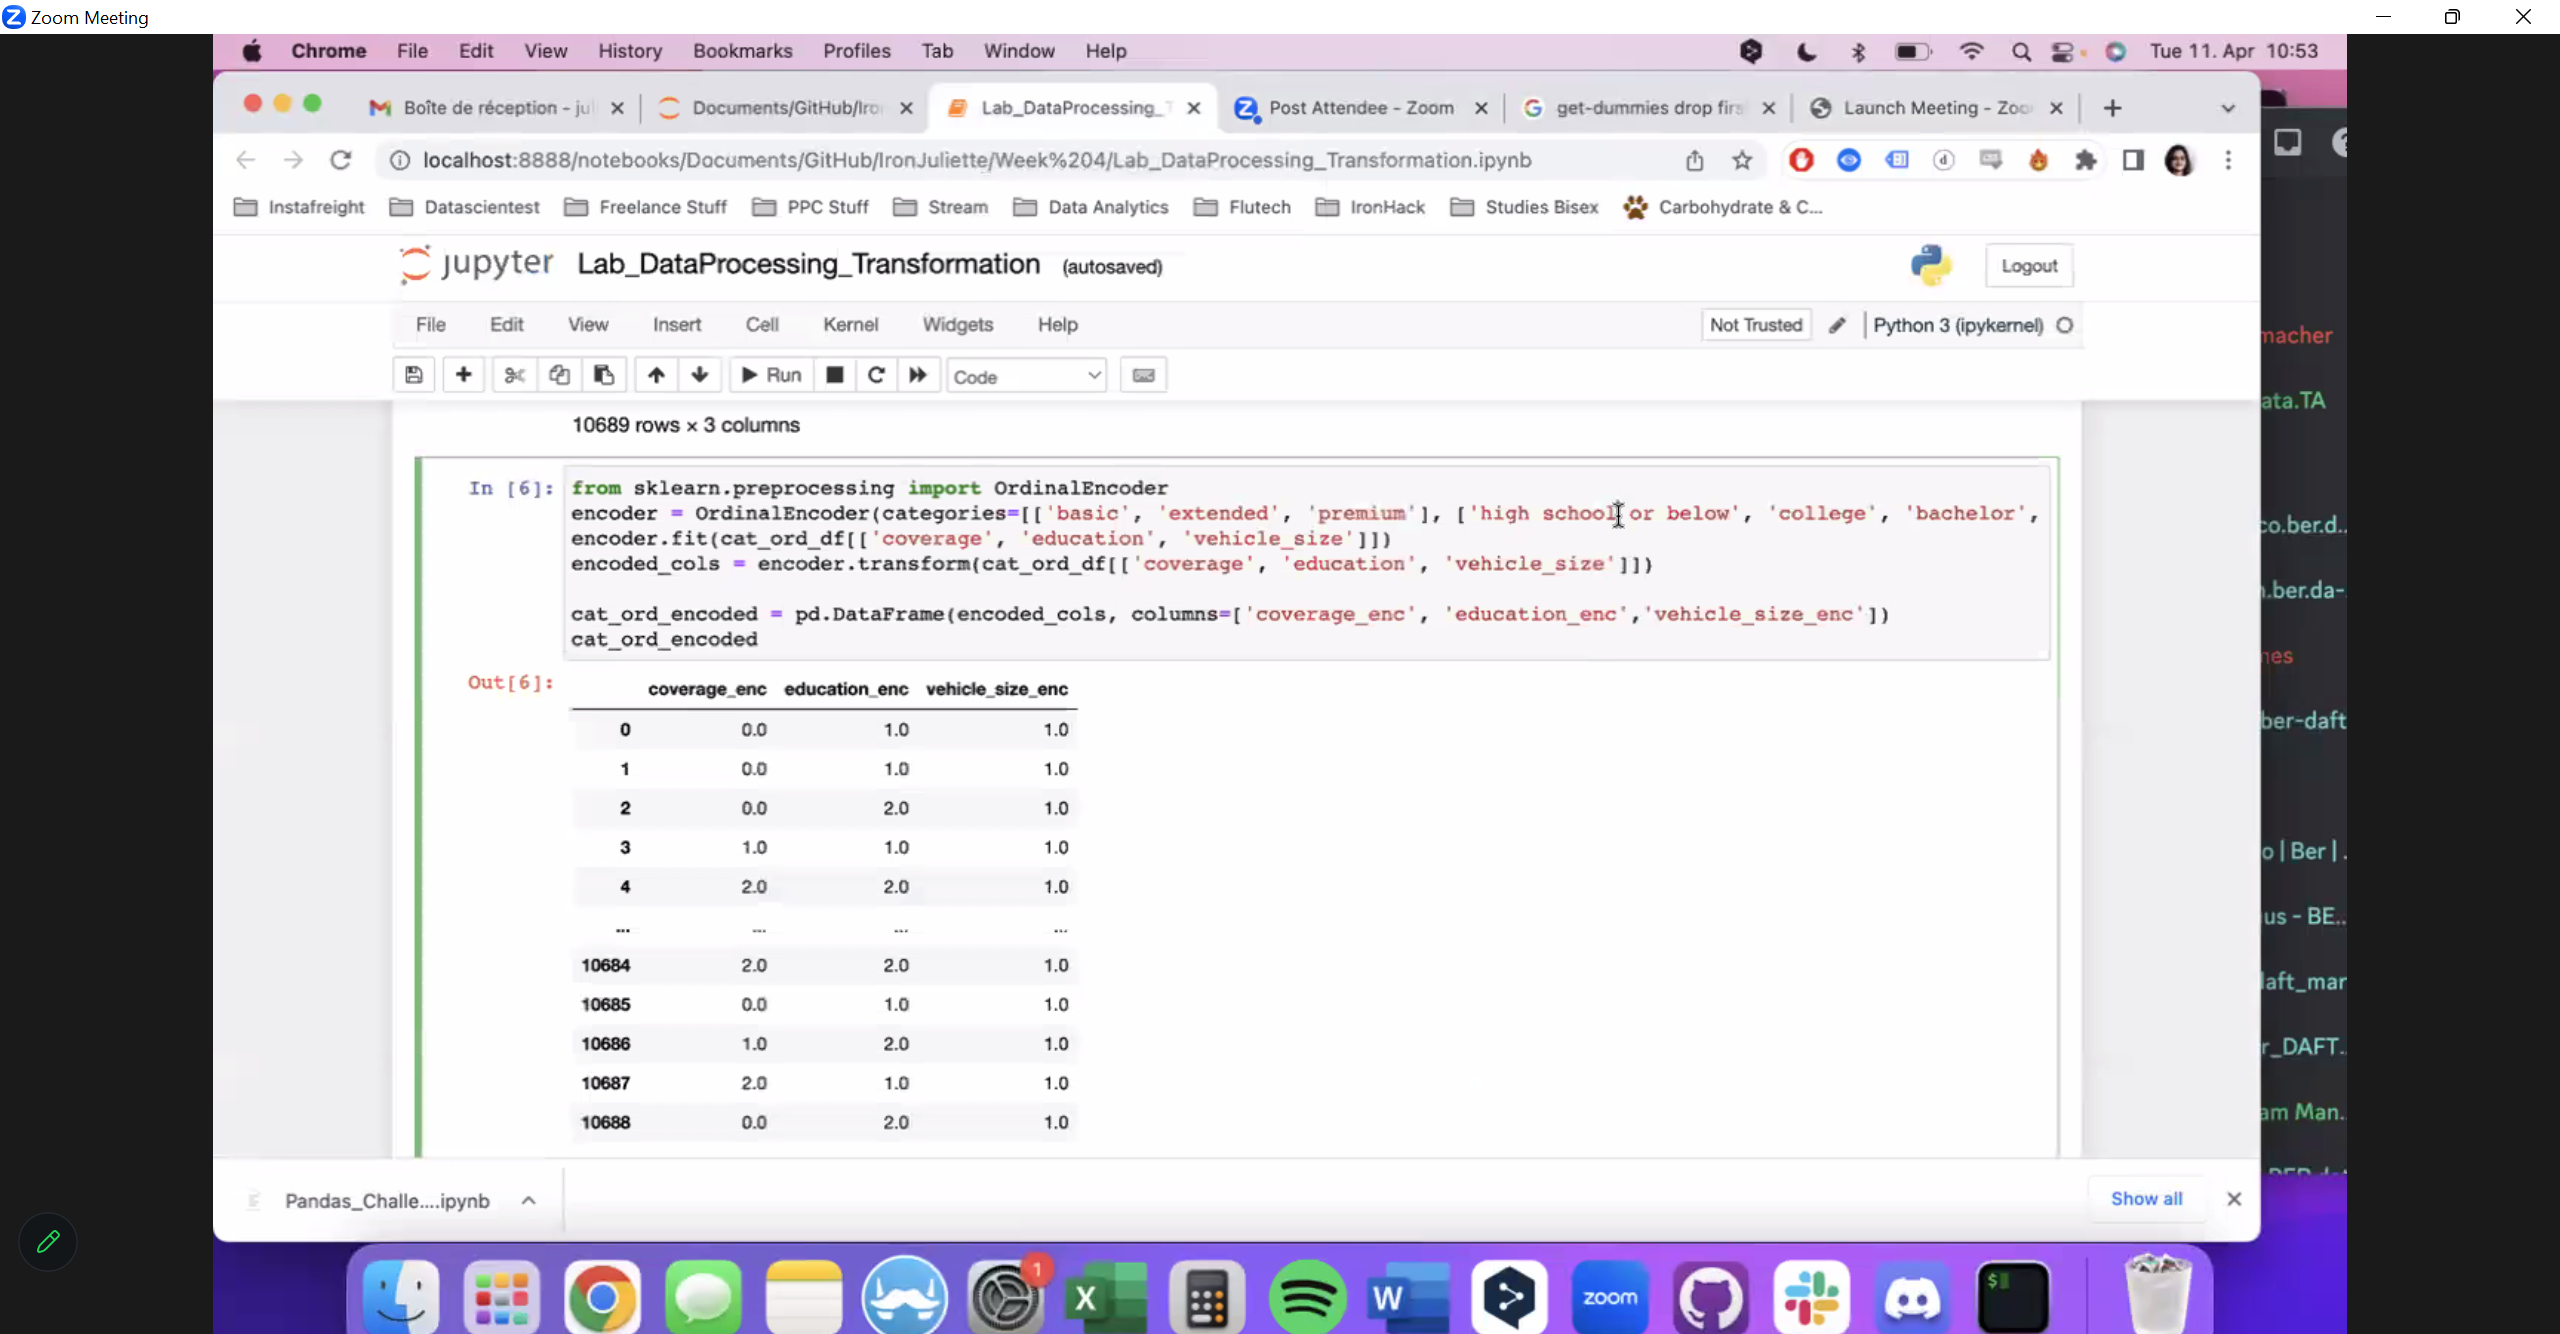 Zoom Meeting
Chrome File Edit View History Bookmarks Profiles Tab Window Help
Tue 11. Apr 10:53
Boîte de réception - jul
Documents/GitHub/Iro
Lab_DataProcessing_
Post Attendee - Zoom
get-dummies drop firs
Launch Meeting - Zoo
localhost:8888/notebooks/Documents/GitHub/IronJuliette/Week%204/Lab_DataProcessing_Transformation.ipynb
Instafreight Datascientest Freelance Stuff PPC Stuff Stream Data Analytics Flutech IronHack Studies Bisex Carbohydrate & C...
jupyter Lab_DataProcessing_Transformation (autosaved)
Logout
File Edit View Insert Cell Kernel Widgets Help
Not Trusted Python 3 (ipykernel)
Run Code
10689 rows × 3 columns
In [6]: from sklearn.preprocessing import OrdinalEncoder
encoder = OrdinalEncoder(categories=[['basic', 'extended', 'premium'], ['high school or below', 'college', 'bachelor',
encoder.fit(cat_ord_df[['coverage', 'education', 'vehicle_size']])
encoded_cols = encoder.transform(cat_ord_df[['coverage', 'education', 'vehicle_size']])
cat_ord_encoded = pd.DataFrame(encoded_cols, columns=['coverage_enc', 'education_enc','vehicle_size_enc'])
cat_ord_encoded
Out[6]:
coverage_enc education_enc vehicle_size_enc
0 0.0 1.0 1.0
1 0.0 1.0 1.0
2 0.0 2.0 1.0
3 1.0 1.0 1.0
4 2.0 2.0 1.0
... ... ... ...
10684 2.0 2.0 1.0
10685 0.0 1.0 1.0
10686 1.0 2.0 1.0
10687 2.0 1.0 1.0
10688 0.0 2.0 1.0
macher
ata.TA
co.ber.d..
n.ber.da-
nes
ber-daft
o | Ber | .
us - BE..
laft_mar
r_DAFT.
am Man.
Pandas_Challe....ipynb
Show all
1
X
W
zoom
$